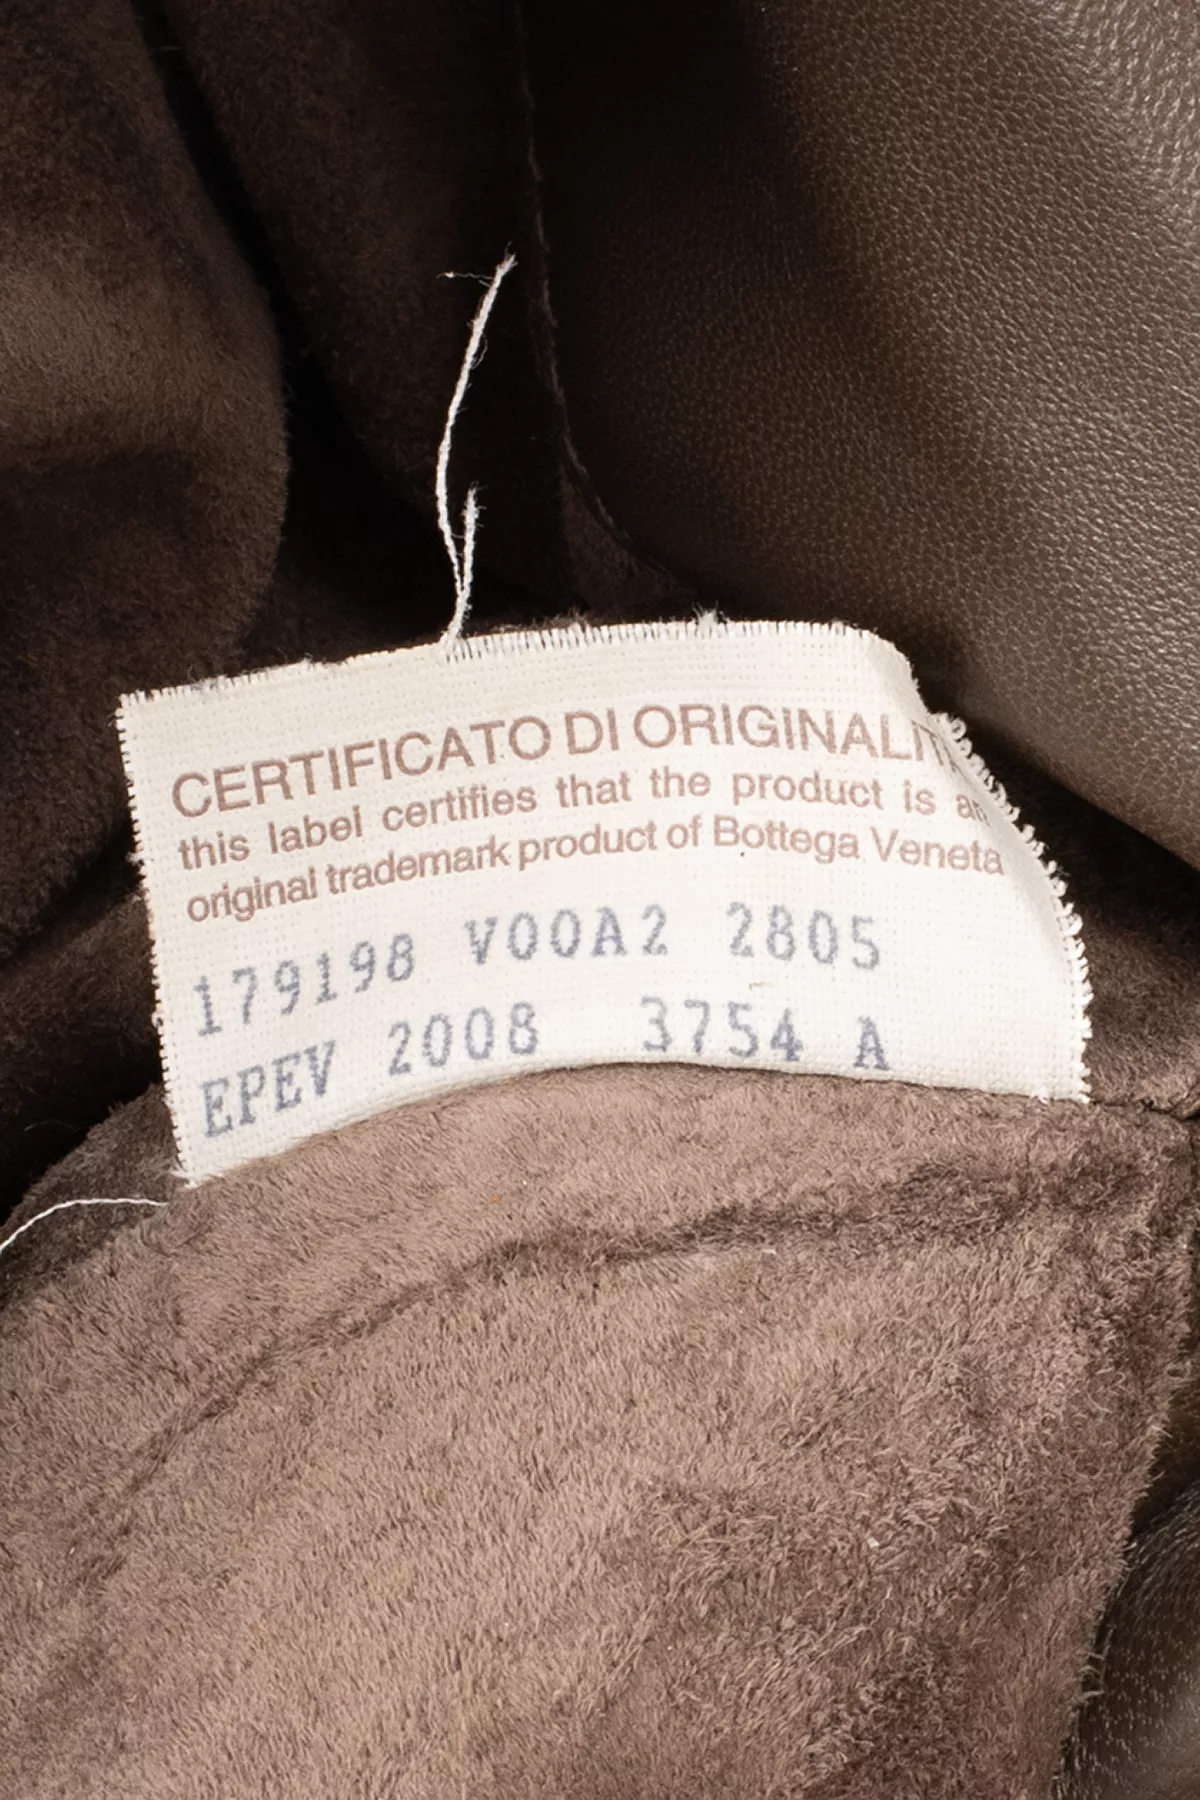 CERTIFICATO DI ORIGINALIT
this label certifies that the product is an
original trademark product of Bottega Veneta
179198 V00A2 2805
EPEV 2008 3754 A